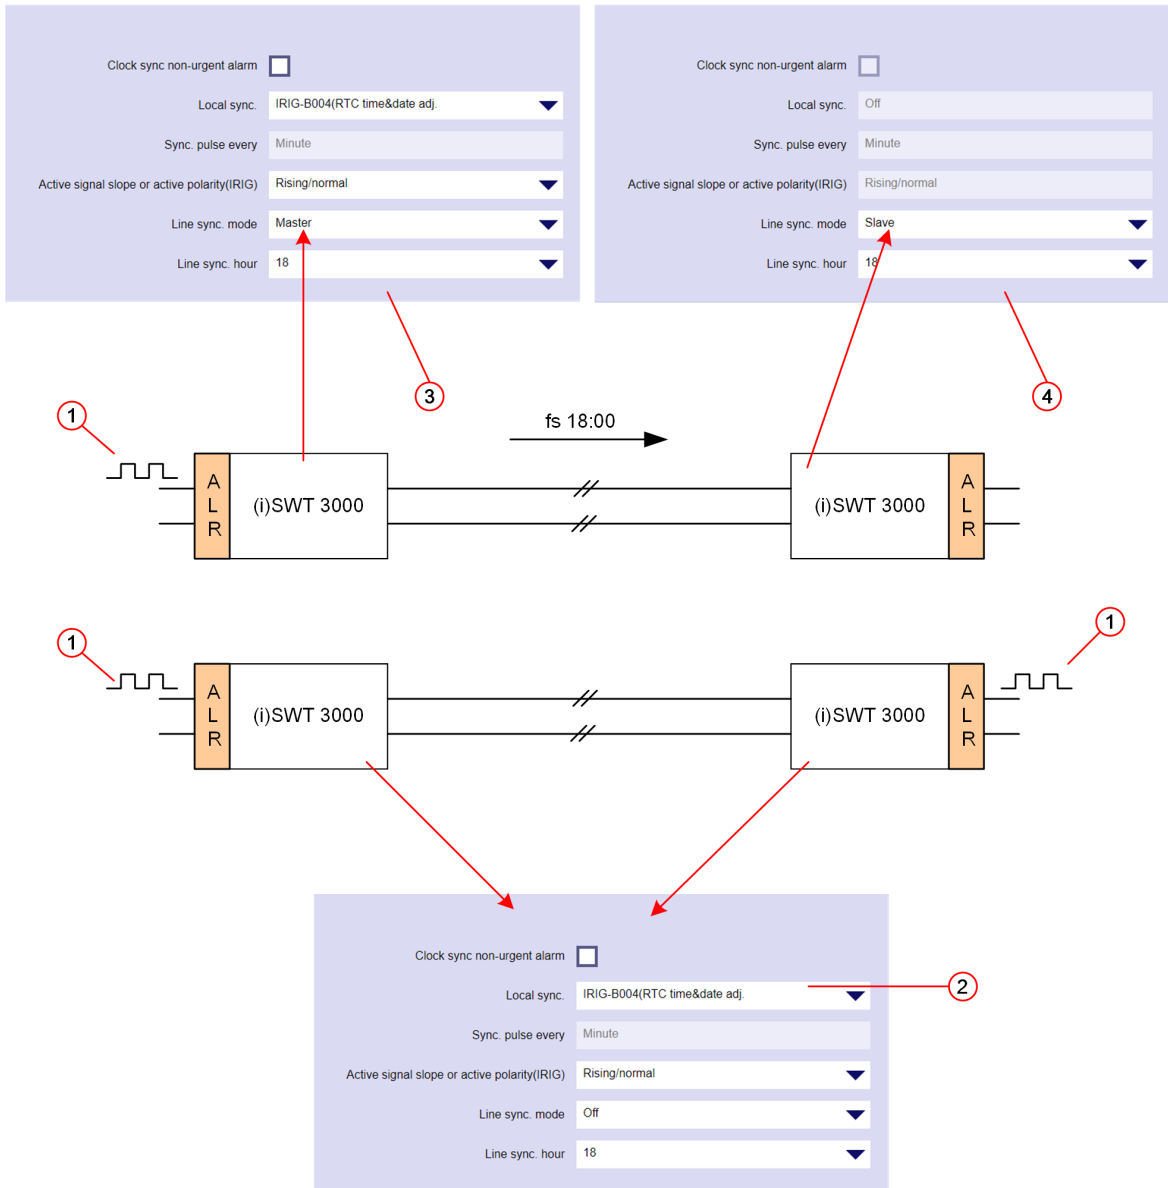 Clock sync non-urgent alarm
Local sync. IRIG-B004(RTC time&date adj.
Sync. pulse every Minute
Active signal slope or active polarity(IRIG) Rising/normal
Line sync. mode Master
Line sync. hour 18
Clock sync non-urgent alarm
Local sync. Off
Sync. pulse every Minute
Active signal slope or active polarity(IRIG) Rising/normal
Line sync. mode Slave
Line sync. hour 18
3
4
1
fs 18:00
A
L
R
(i)SWT 3000
(i)SWT 3000
A
L
R
1
1
A
L
R
(i)SWT 3000
(i)SWT 3000
A
L
R
Clock sync non-urgent alarm
Local sync. IRIG-B004(RTC time&date adj.
2
Sync. pulse every Minute
Active signal slope or active polarity(IRIG) Rising/normal
Line sync. mode Off
Line sync. hour 18